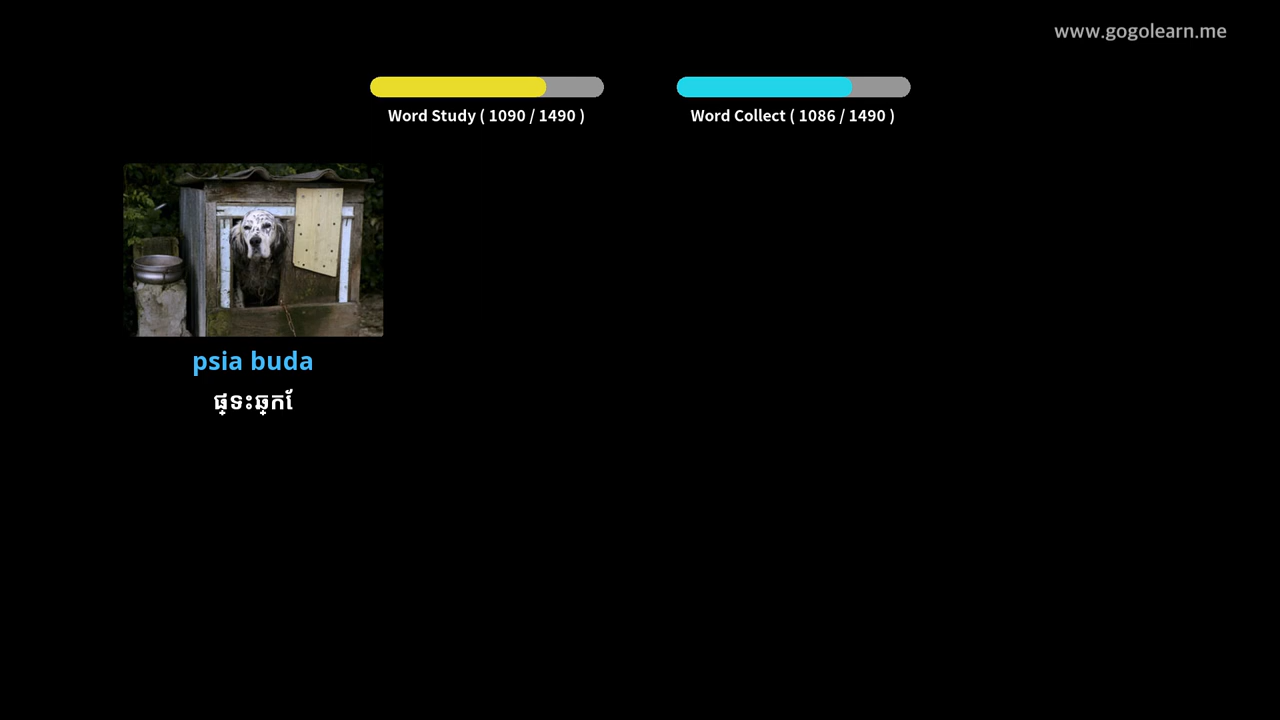 www.gogolearn.me
Word Study ( 1090 / 1490 )
Word Collect ( 1086 / 1490 )
psia buda
ផ្ទះឆ្កែ